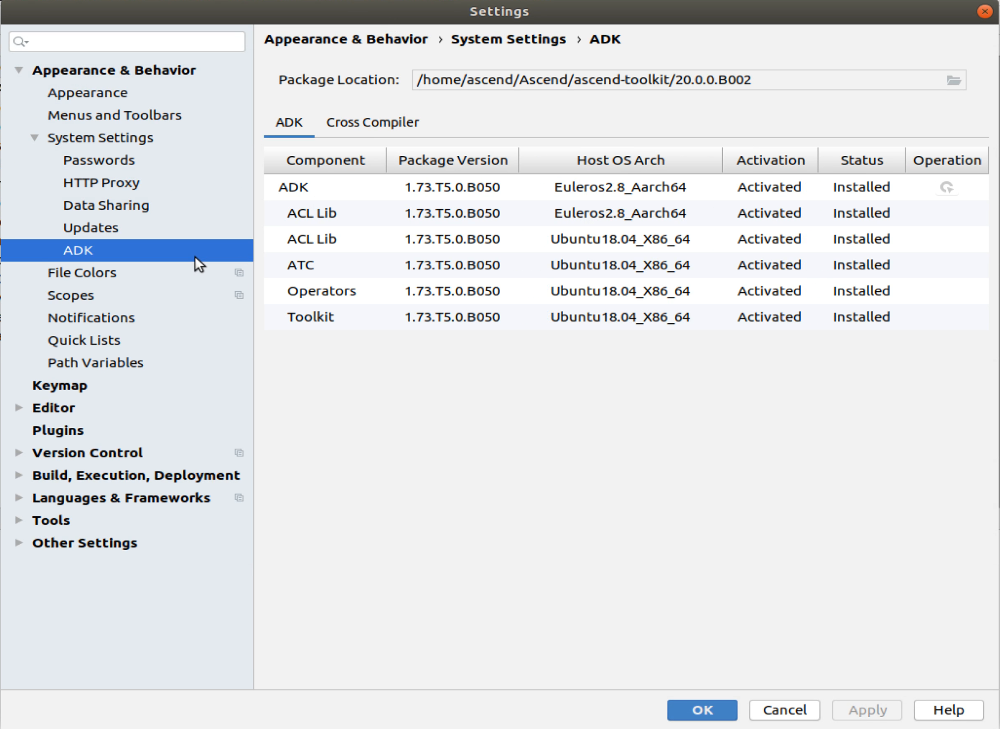 Settings
Appearance & Behavior › System Settings › ADK
Appearance & Behavior
Appearance
Menus and Toolbars
System Settings
Passwords
HTTP Proxy
Data Sharing
Updates
ADK
File Colors
Scopes
Notifications
Quick Lists
Path Variables
Keymap
Editor
Plugins
Version Control
Build, Execution, Deployment
Languages & Frameworks
Tools
Other Settings
Package Location: /home/ascend/Ascend/ascend-toolkit/20.0.0.B002
ADK Cross Compiler
Component Package Version Host OS Arch Activation Status Operation
ADK 1.73.T5.0.B050 Euleros2.8_Aarch64 Activated Installed
ACL Lib 1.73.T5.0.B050 Euleros2.8_Aarch64 Activated Installed
ACL Lib 1.73.T5.0.B050 Ubuntu18.04_X86_64 Activated Installed
ATC 1.73.T5.0.B050 Ubuntu18.04_X86_64 Activated Installed
Operators 1.73.T5.0.B050 Ubuntu18.04_X86_64 Activated Installed
Toolkit 1.73.T5.0.B050 Ubuntu18.04_X86_64 Activated Installed
OK Cancel Apply Help